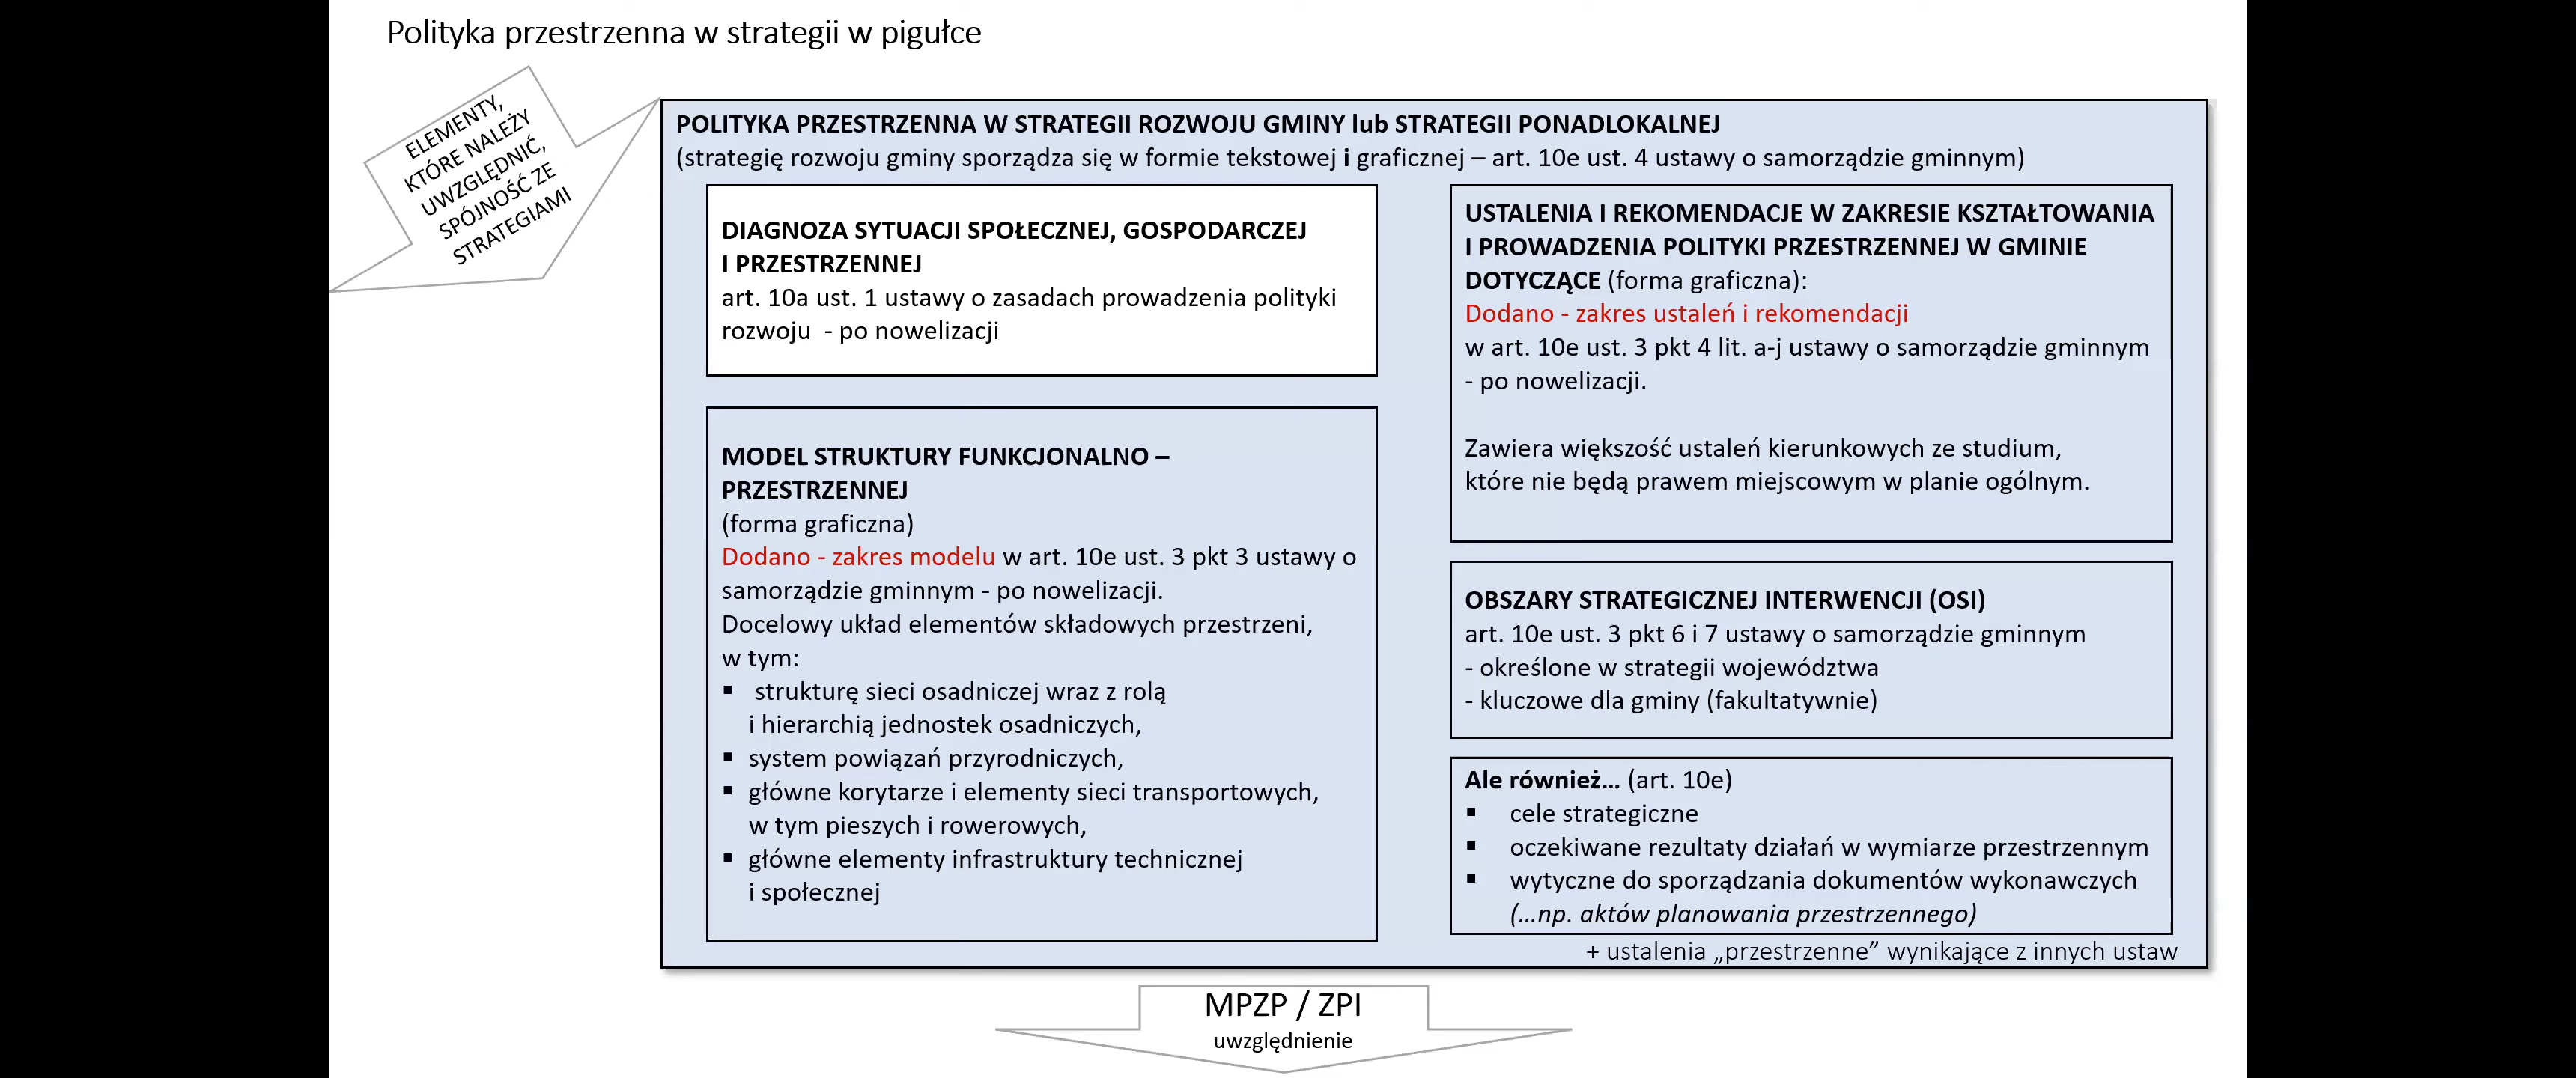 Polityka przestrzenna w strategii w pigułce
ELEMENTY,
KTÓRE NALEŻY
UWZGLĘDNIĆ,
SPÓJNOŚĆ ZE
STRATEGIAMI
POLITYKA PRZESTRZENNA W STRATEGII ROZWOJU GMINY lub STRATEGII PONADLOKALNEJ
(strategię rozwoju gminy sporządza się w formie tekstowej i graficznej – art. 10e ust. 4 ustawy o samorządzie gminnym)
DIAGNOZA SYTUACJI SPOŁECZNEJ, GOSPODARCZEJ
I PRZESTRZENNEJ
art. 10a ust. 1 ustawy o zasadach prowadzenia polityki
rozwoju - po nowelizacji
MODEL STRUKTURY FUNKCJONALNO –
PRZESTRZENNEJ
(forma graficzna)
Dodano - zakres modelu w art. 10e ust. 3 pkt 3 ustawy o
samorządzie gminnym - po nowelizacji.
Docelowy układ elementów składowych przestrzeni,
w tym:
▪ strukturę sieci osadniczej wraz z rolą
i hierarchią jednostek osadniczych,
▪ system powiązań przyrodniczych,
▪ główne korytarze i elementy sieci transportowych,
w tym pieszych i rowerowych,
▪ główne elementy infrastruktury technicznej
i społecznej
USTALENIA I REKOMENDACJE W ZAKRESIE KSZTAŁTOWANIA
I PROWADZENIA POLITYKI PRZESTRZENNEJ W GMINIE
DOTYCZĄCE (forma graficzna):
Dodano - zakres ustaleń i rekomendacji
w art. 10e ust. 3 pkt 4 lit. a-j ustawy o samorządzie gminnym
- po nowelizacji.
Zawiera większość ustaleń kierunkowych ze studium,
które nie będą prawem miejscowym w planie ogólnym.
OBSZARY STRATEGICZNEJ INTERWENCJI (OSI)
art. 10e ust. 3 pkt 6 i 7 ustawy o samorządzie gminnym
- określone w strategii województwa
- kluczowe dla gminy (fakultatywnie)
Ale również… (art. 10e)
▪ cele strategiczne
▪ oczekiwane rezultaty działań w wymiarze przestrzennym
▪ wytyczne do sporządzania dokumentów wykonawczych
(…np. aktów planowania przestrzennego)
+ ustalenia „przestrzenne” wynikające z innych ustaw
MPZP / ZPI
uwzględnienie